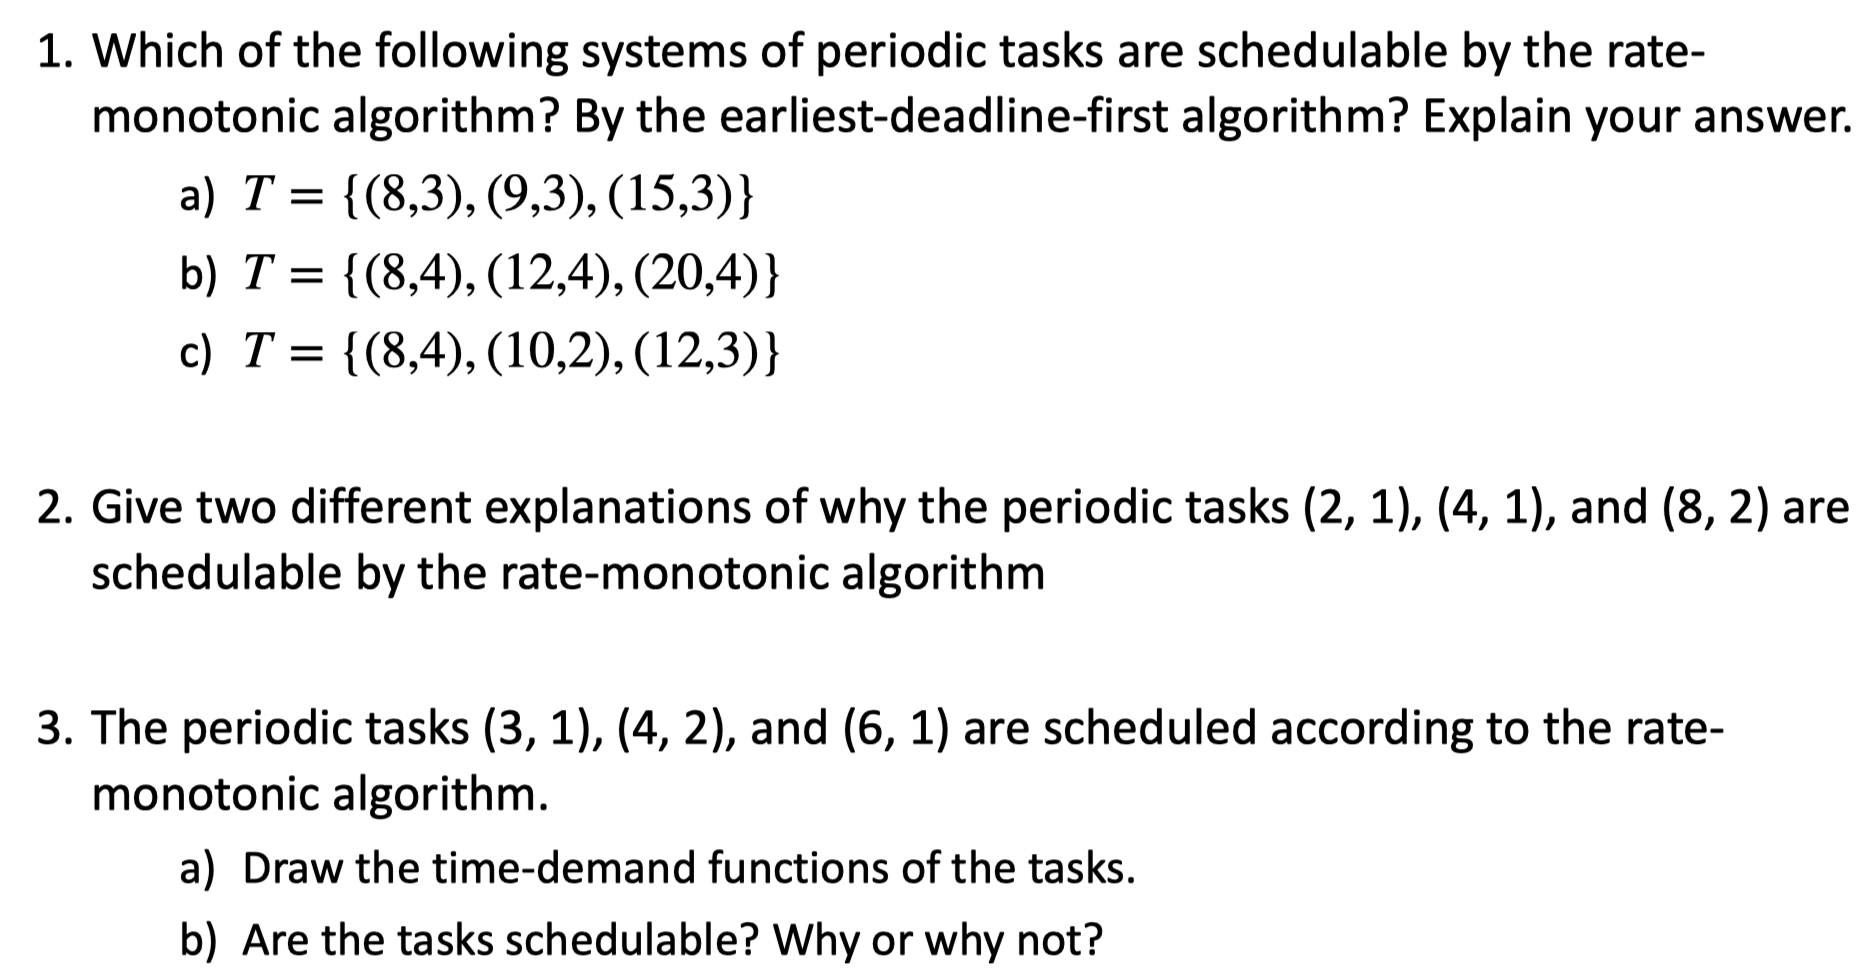 1. Which of the following systems of periodic tasks are schedulable by the rate-
monotonic algorithm? By the earliest-deadline-first algorithm? Explain your answer.
a) T = {(8,3), (9,3), (15,3)}
b) T = {(8,4), (12,4), (20,4)}
c) T = {(8,4), (10,2), (12,3)}
2. Give two different explanations of why the periodic tasks (2, 1), (4, 1), and (8, 2) are
schedulable by the rate-monotonic algorithm
3. The periodic tasks (3, 1), (4, 2), and (6, 1) are scheduled according to the rate-
monotonic algorithm.
a) Draw the time-demand functions of the tasks.
b) Are the tasks schedulable? Why or why not?